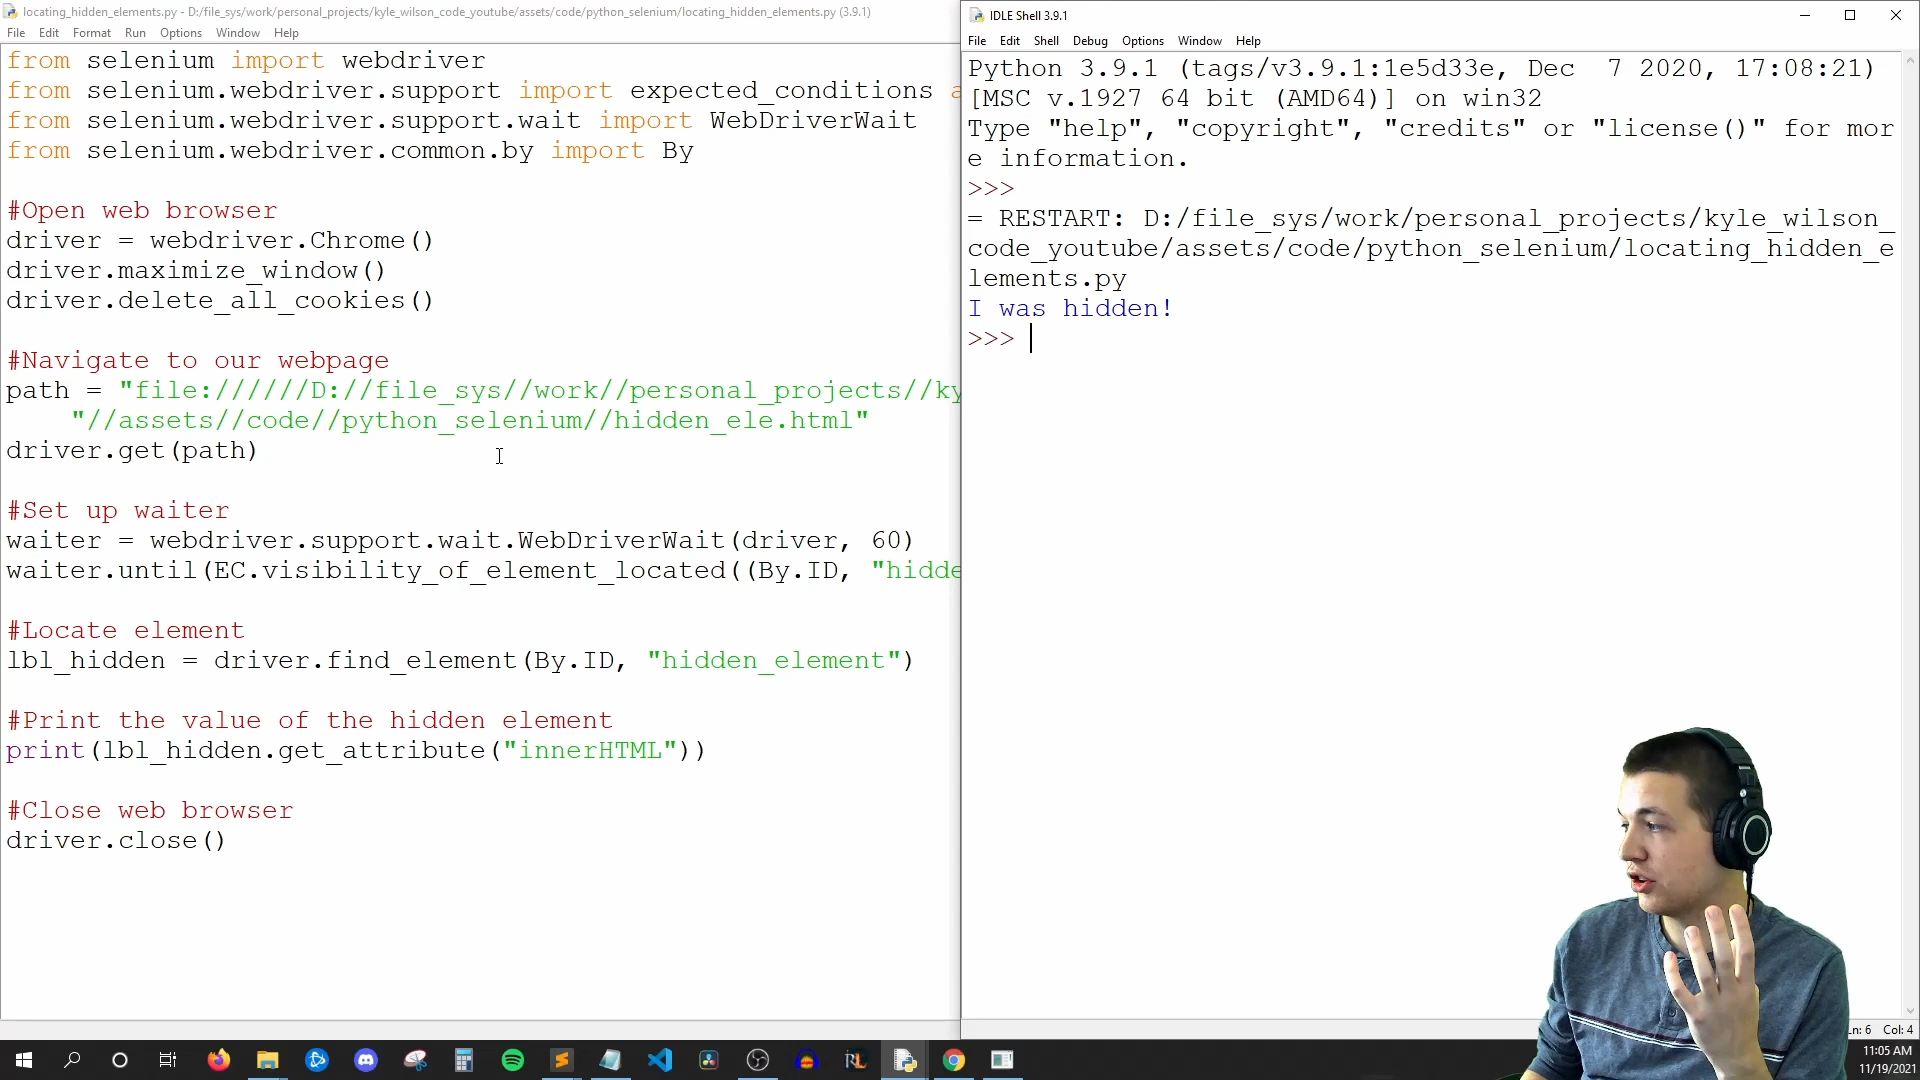 locating_hidden_elements.py - D:/file_sys/work/personal_projects/kyle_wilson_code_youtube/assets/code/python_selenium/locating_hidden_elements.py (3.9.1)
File Edit Format Run Options Window Help
from selenium import webdriver
from selenium.webdriver.support import expected_conditions a
from selenium.webdriver.support.wait import WebDriverWait
from selenium.webdriver.common.by import By
#Open web browser
driver = webdriver.Chrome()
driver.maximize_window()
driver.delete_all_cookies()
#Navigate to our webpage
path = "file://////D://file_sys//work//personal_projects//ky
"//assets//code//python_selenium//hidden_ele.html"
driver.get(path)
#Set up waiter
waiter = webdriver.support.wait.WebDriverWait(driver, 60)
waiter.until(EC.visibility_of_element_located((By.ID, "hidde
#Locate element
lbl_hidden = driver.find_element(By.ID, "hidden_element")
#Print the value of the hidden element
print(lbl_hidden.get_attribute("innerHTML"))
#Close web browser
driver.close()
IDLE Shell 3.9.1
File Edit Shell Debug Options Window Help
Python 3.9.1 (tags/v3.9.1:1e5d33e, Dec  7 2020, 17:08:21)
[MSC v.1927 64 bit (AMD64)] on win32
Type "help", "copyright", "credits" or "license()" for mor
e information.
>>>
= RESTART: D:/file_sys/work/personal_projects/kyle_wilson_
code_youtube/assets/code/python_selenium/locating_hidden_e
lements.py
I was hidden!
>>>
Ln: 6 Col: 4
RL
11:05 AM
11/19/2021